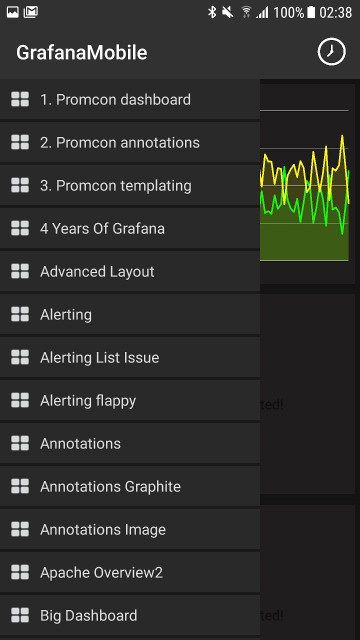 100% 02:38
GrafanaMobile
1. Promcon dashboard
2. Promcon annotations
3. Promcon templating
4 Years Of Grafana
Advanced Layout
Alerting
Alerting List Issue
Alerting flappy
ted!
Annotations
Annotations Graphite
Annotations Image
Apache Overview2
Big Dashboard
ted!